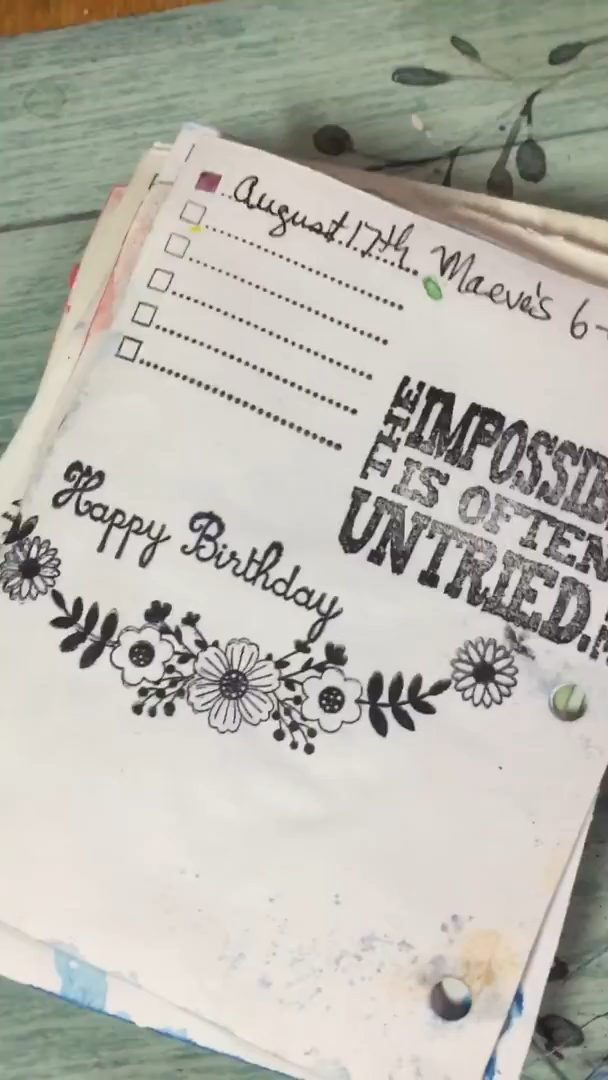 August 17th Maeve's 6-
THE IMPOSSIB
IS OFTEN
UNTRIED.
Happy Birthday